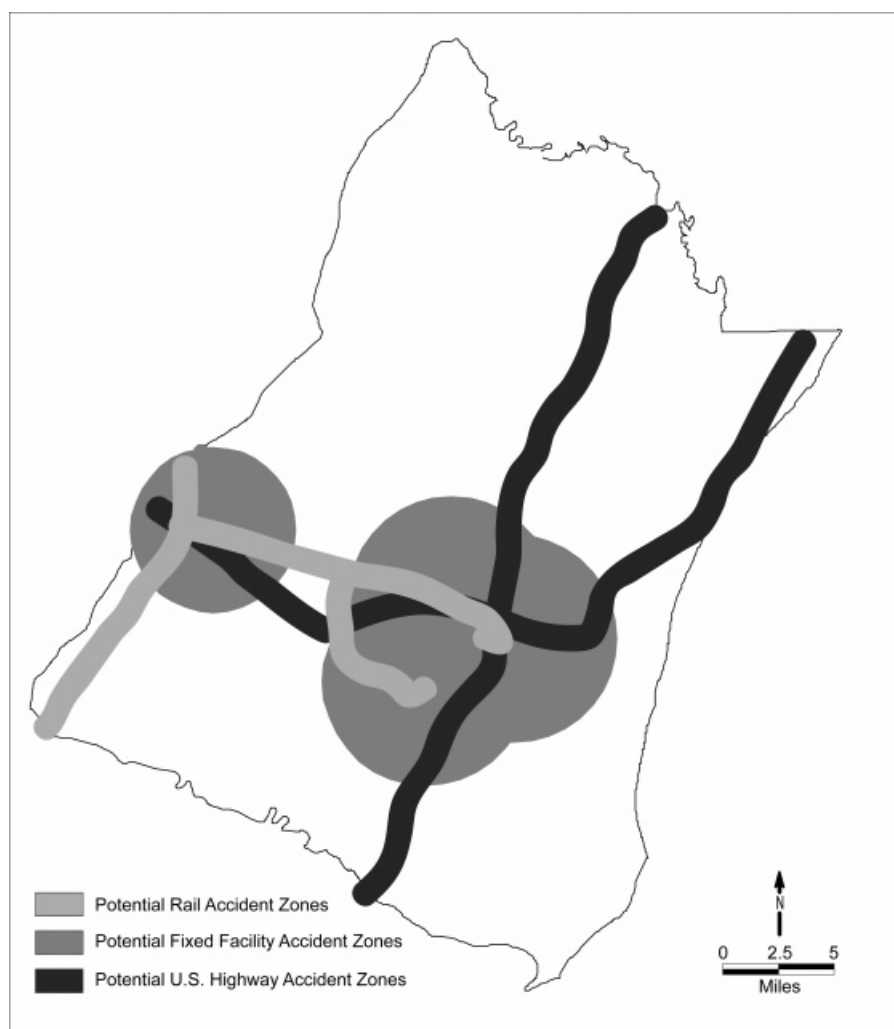 Potential Rail Accident Zones
Potential Fixed Facility Accident Zones
Potential U.S. Highway Accident Zones
N
0 2.5 5
Miles